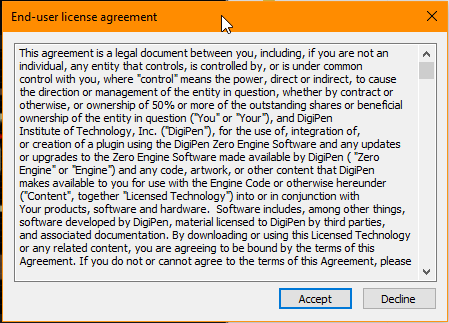 End-user license agreement
This agreement is a legal document between you, including, if you are not an
individual, any entity that controls, is controlled by, or is under common
control with you, where "control" means the power, direct or indirect, to cause
the direction or management of the entity in question, whether by contract or
otherwise, or ownership of 50% or more of the outstanding shares or beneficial
ownership of the entity in question ("You" or "Your"), and DigiPen
Institute of Technology, Inc. ("DigiPen"), for the use of, integration of,
or creation of a plugin using the DigiPen Zero Engine Software and any updates
or upgrades to the Zero Engine Software made available by DigiPen ( "Zero
Engine" or "Engine") and any code, artwork, or other content that DigiPen
makes available to you for use with the Engine Code or otherwise hereunder
("Content", together "Licensed Technology") into or in conjunction with
Your products, software and hardware.  Software includes, among other things,
software developed by DigiPen, material licensed to DigiPen by third parties,
and associated documentation. By downloading or using this Licensed Technology
or any related content, you are agreeing to be bound by the terms of this
Agreement. If you do not or cannot agree to the terms of this Agreement, please
Accept Decline